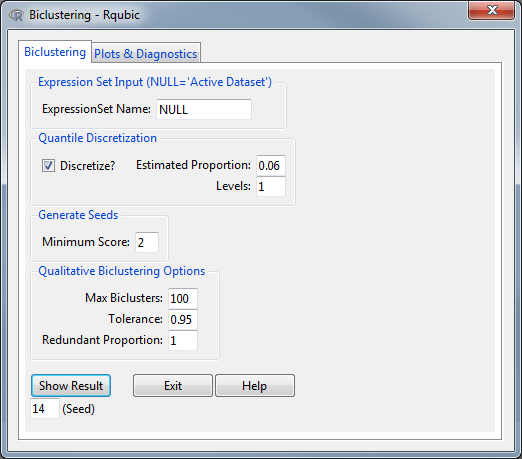 Biclustering - Rqubic
Biclustering Plots & Diagnostics
Expression Set Input (NULL='Active Dataset')
ExpressionSet Name: NULL
Quantile Discretization
Discretize? Estimated Proportion: 0.06
Levels: 1
Generate Seeds
Minimum Score: 2
Qualitative Biclustering Options
Max Biclusters: 100
Tolerance: 0.95
Redundant Proportion: 1
Show Result Exit Help
14 (Seed)